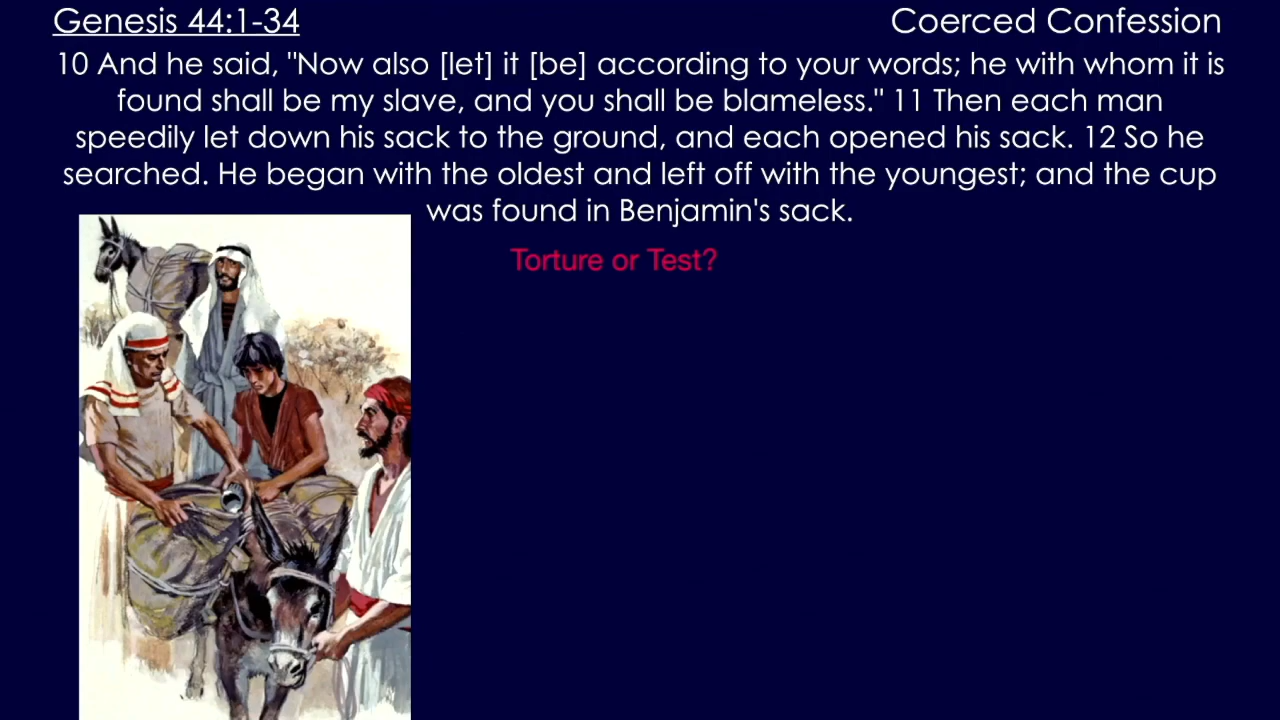 Genesis 44:1-34 Coerced Confession
10 And he said, "Now also [let] it [be] according to your words; he with whom it is
found shall be my slave, and you shall be blameless." 11 Then each man
speedily let down his sack to the ground, and each opened his sack. 12 So he
searched. He began with the oldest and left off with the youngest; and the cup
was found in Benjamin's sack.
Torture or Test?